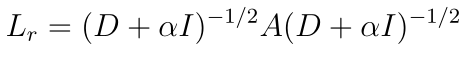 $L_r = (D + \alpha I)^{-1/2} A (D + \alpha I)^{-1/2}$